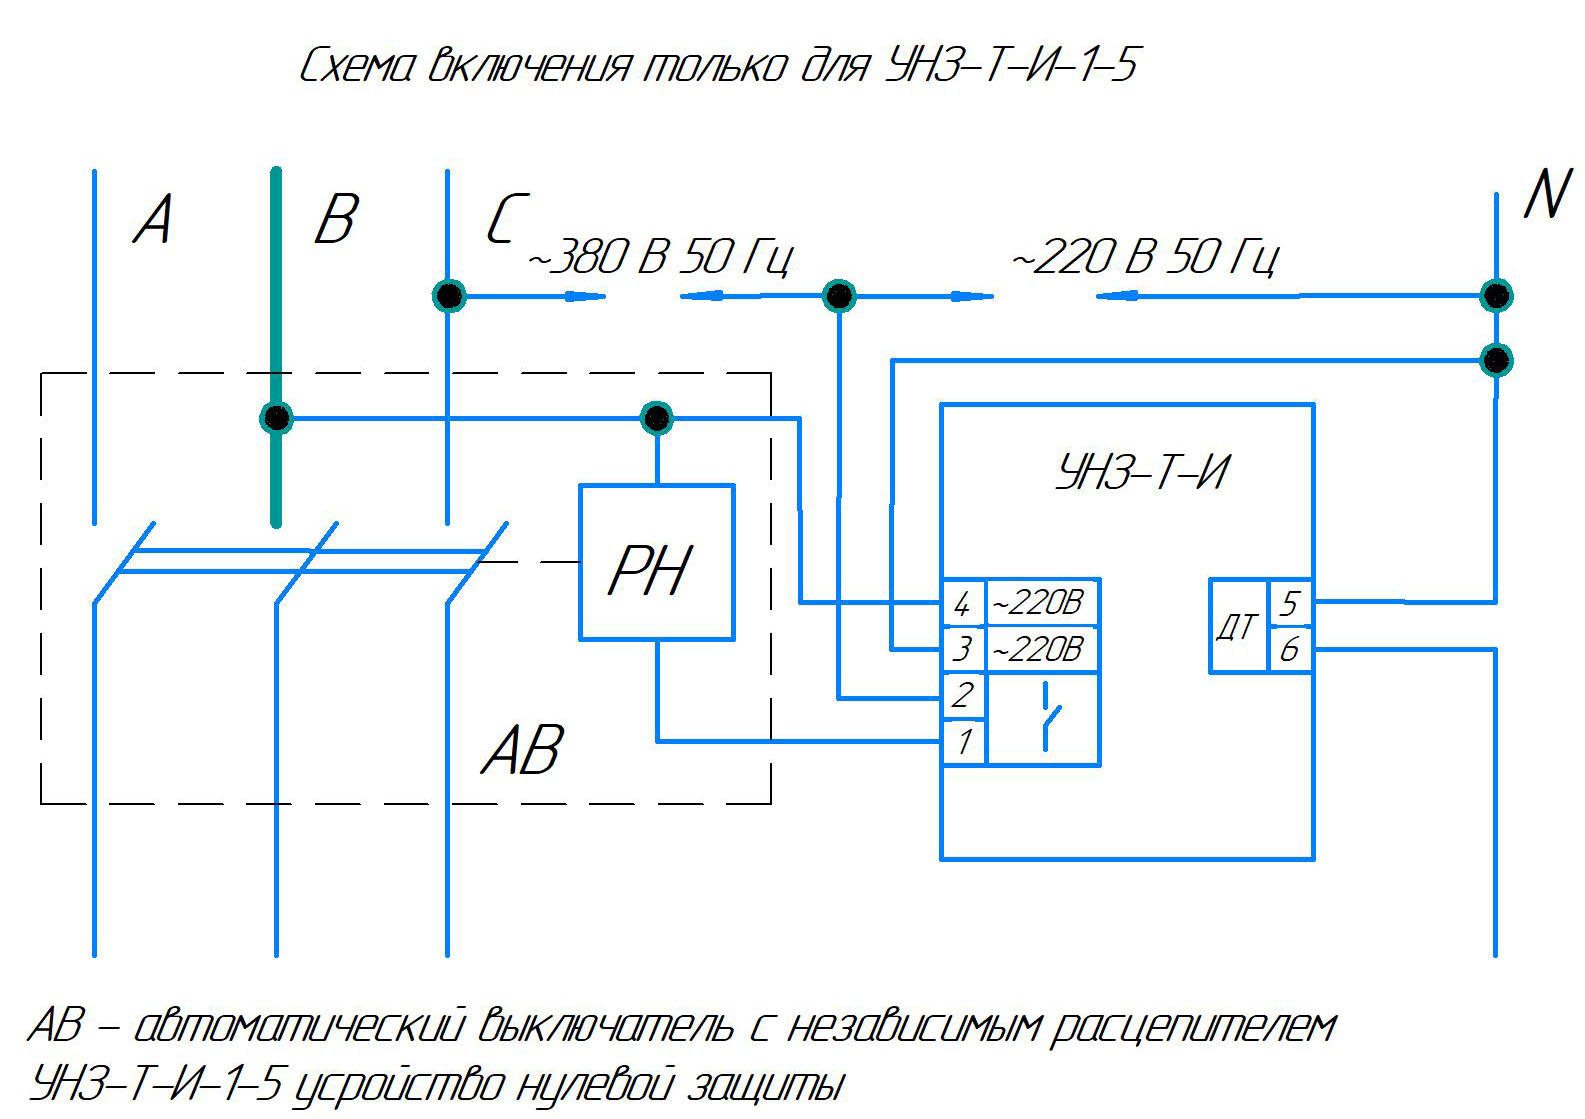 Схема включения только для УНЗ-Т-И-1-5
A B C N
~380 В 50 Гц ~220 В 50 Гц
УНЗ-Т-И
РН
4 ~220В
3 ~220В
2
1
ДТ 5
6
АВ
АВ - автоматический выключатель с независимым расцепителем
УНЗ-Т-И-1-5 усройство нулевой защиты